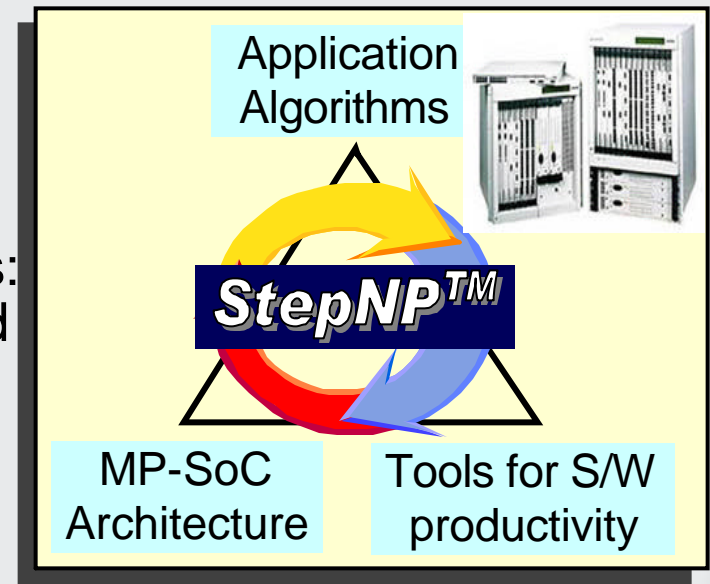 Application
Algorithms
s:
d
StepNP™
MP-SoC
Architecture
Tools for S/W
productivity